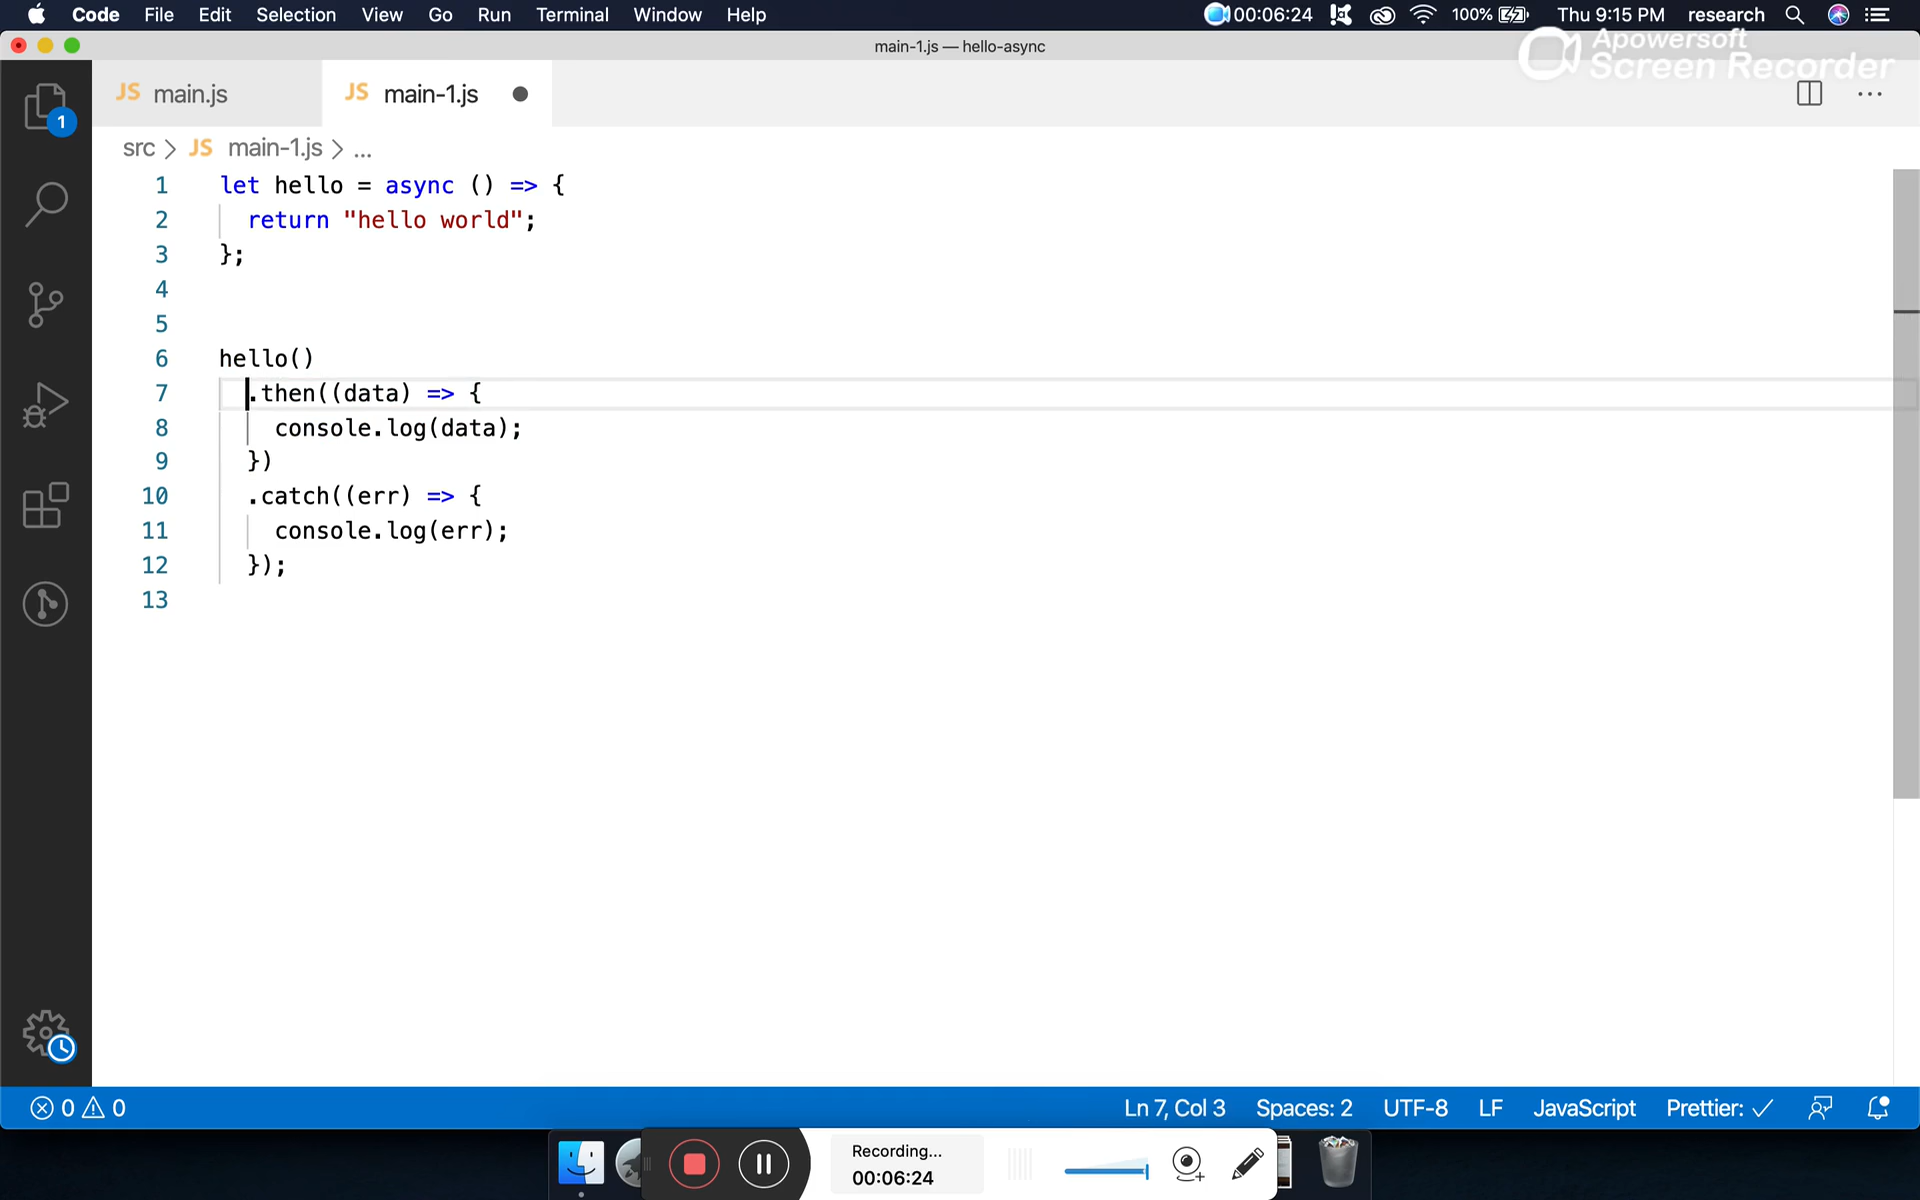 Code File Edit Selection View Go Run Terminal Window Help 00:06:24 100% Thu 9:15 PM research
main-1.js — hello-async
Apowersoft
Screen Recorder
JS main.js JS main-1.js
1
src > JS main-1.js > ...
1 let hello = async () => {
2 return "hello world";
3 };
4
5
6 hello()
7 .then((data) => {
8 console.log(data);
9 })
10 .catch((err) => {
11 console.log(err);
12 });
13
0 0 Ln 7, Col 3 Spaces: 2 UTF-8 LF JavaScript Prettier: ✓
Recording...
00:06:24